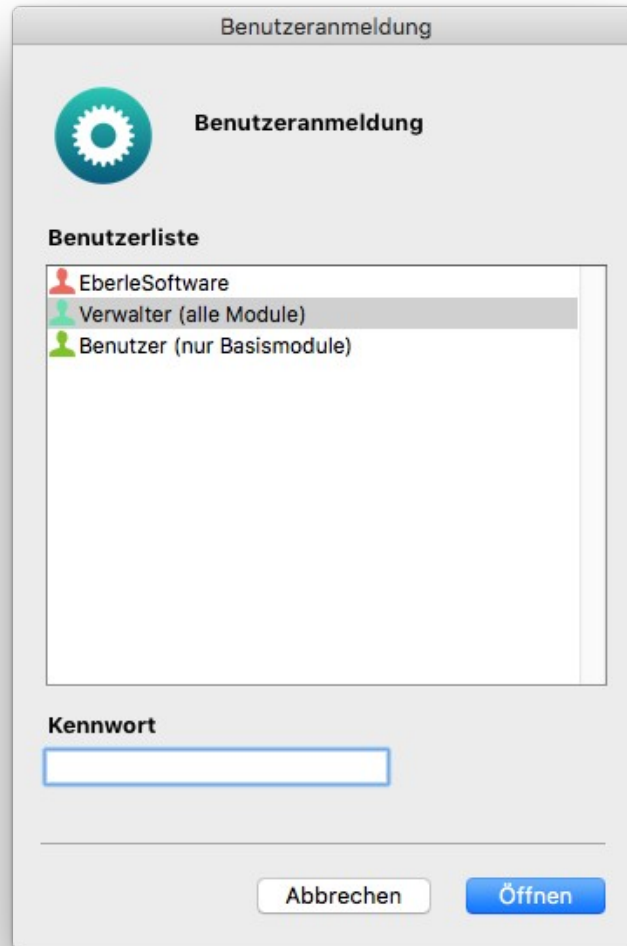 Benutzeranmeldung
Benutzeranmeldung
Benutzerliste
EberleSoftware
Verwalter (alle Module)
Benutzer (nur Basismodule)
Kennwort
Abbrechen Öffnen